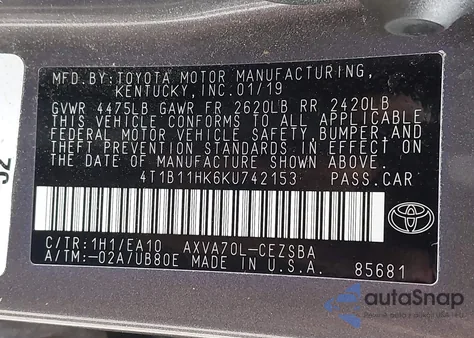 MFD.BY:TOYOTA MOTOR MANUFACTURING,
KENTUCKY, INC.01/19
GVWR 4475LB GAWR FR 2620LB RR 2420LB
THIS VEHICLE CONFORMS TO ALL APPLICABLE
FEDERAL MOTOR VEHICLE SAFETY,BUMPER,AND
THEFT PREVENTION STANDARDS IN EFFECT ON
THE DATE OF MANUFACTURE SHOWN ABOVE.
4T1B11HK6KU742153 PASS.CAR
C/TR:1H1/EA10 AXVA70L-CEZSBA
A/TM:-02A/UB80E MADE IN U.S.A. 85681
autoSnap